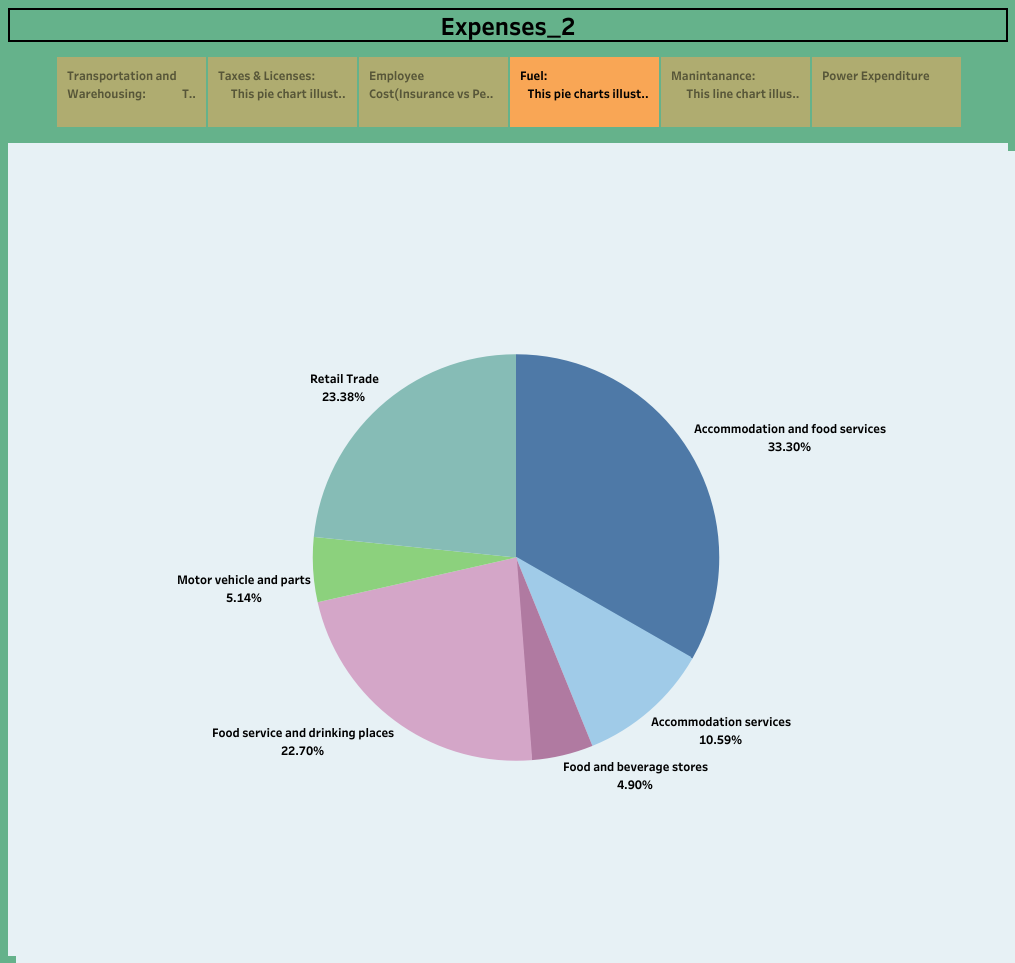 Expenses_2
Transportation and
Warehousing: T..
Taxes & Licenses:
This pie chart illust..
Employee
Cost(Insurance vs Pe..
Fuel:
This pie charts illust..
Manintanance:
This line chart illus..
Power Expenditure
Retail Trade
23.38%
Accommodation and food services
33.30%
Motor vehicle and parts
5.14%
Food service and drinking places
22.70%
Accommodation services
10.59%
Food and beverage stores
4.90%